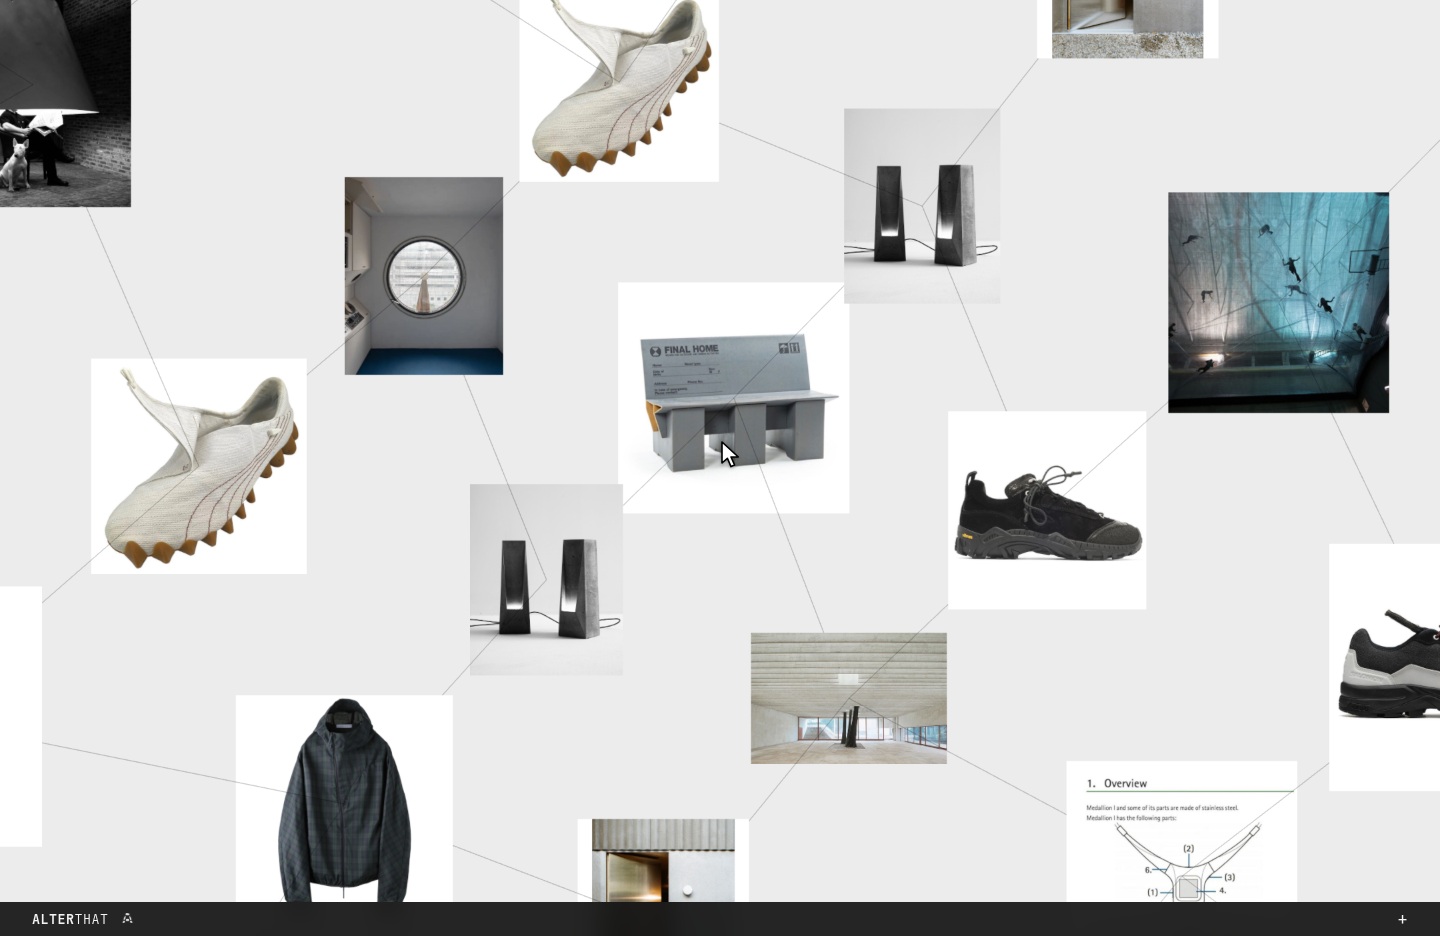 FINAL HOME
1. Overview
Medallion I and some of its parts are made of stainless steel.
Medallion I has the following parts:
(2)
6.
(3)
(1)
4.
ALTERTHAT
+